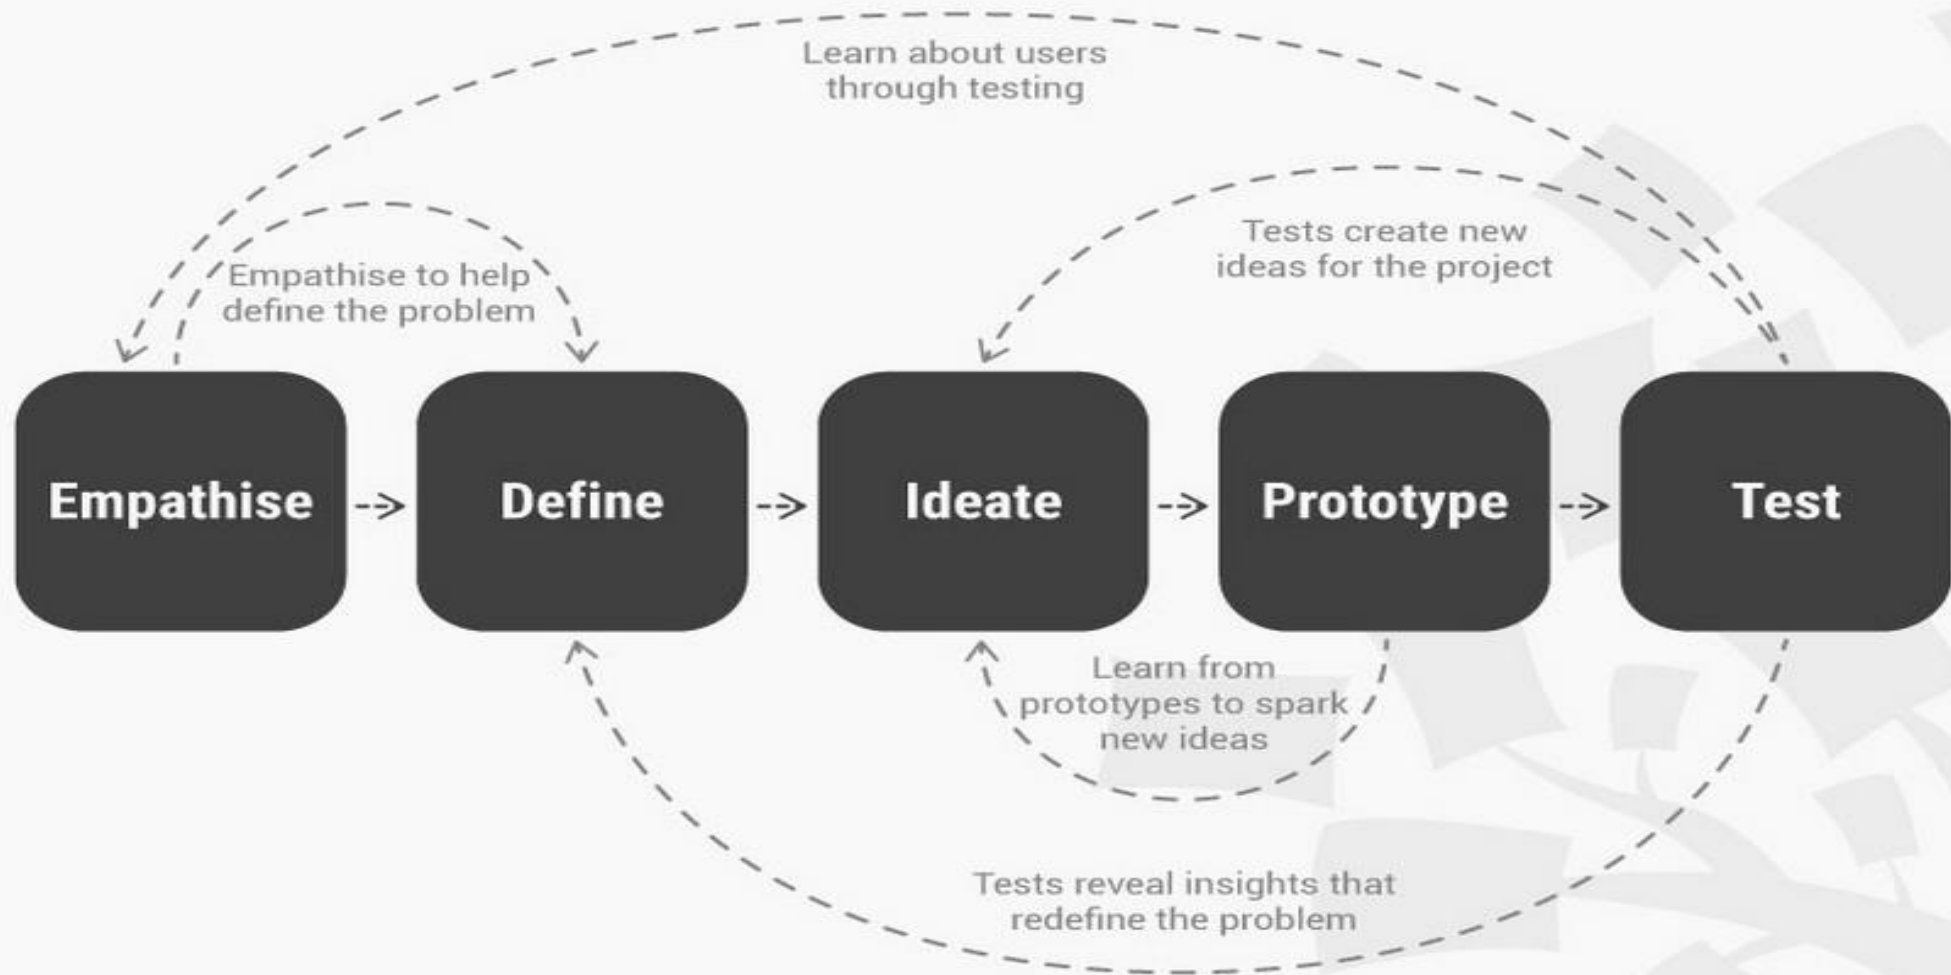 Learn about users
through testing
Tests create new
ideas for the project
Empathise to help
define the problem
Empathise
Define
Ideate
Prototype
Test
Learn from
prototypes to spark
new ideas
Tests reveal insights that
redefine the problem